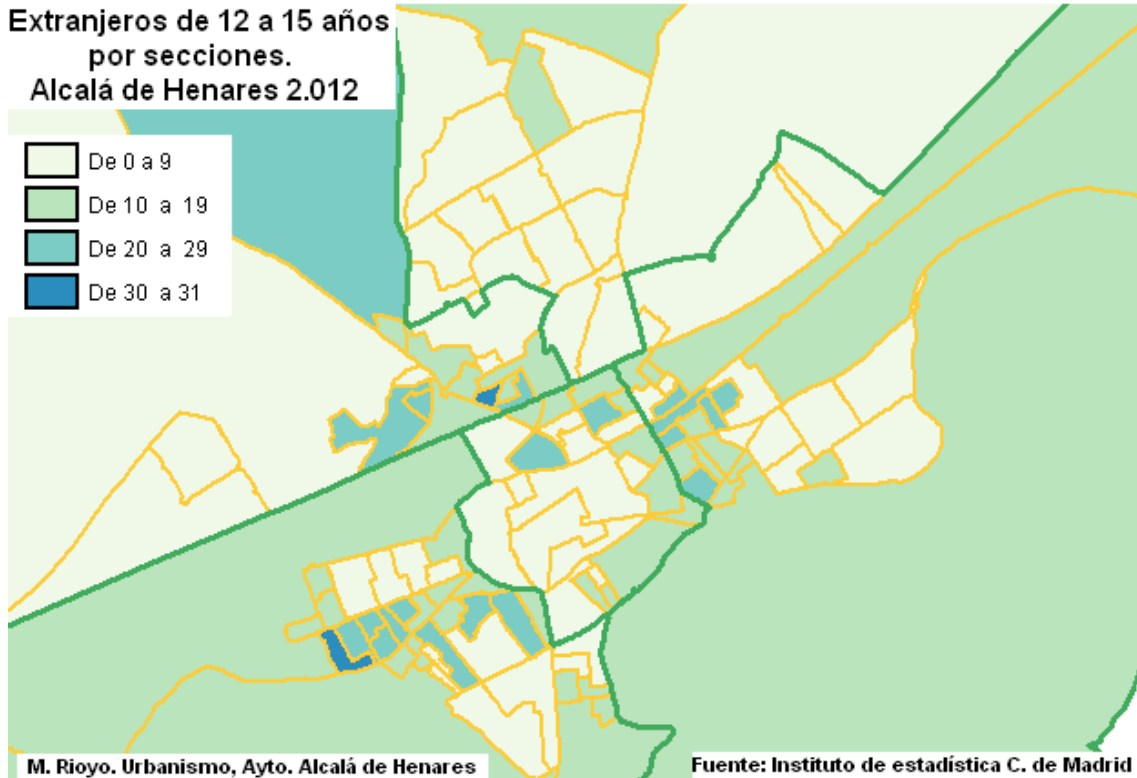 Extranjeros de 12 a 15 años
por secciones.
Alcalá de Henares 2.012
De 0 a 9
De 10 a 19
De 20 a 29
De 30 a 31
M. Rioyo. Urbanismo, Ayto. Alcalá de Henares
Fuente: Instituto de estadística C. de Madrid